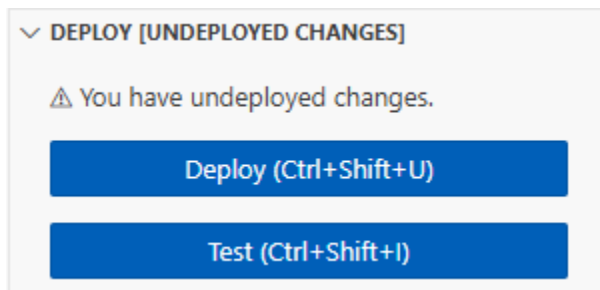 DEPLOY [UNDEPLOYED CHANGES]
You have undeployed changes.
Deploy (Ctrl+Shift+U)
Test (Ctrl+Shift+I)